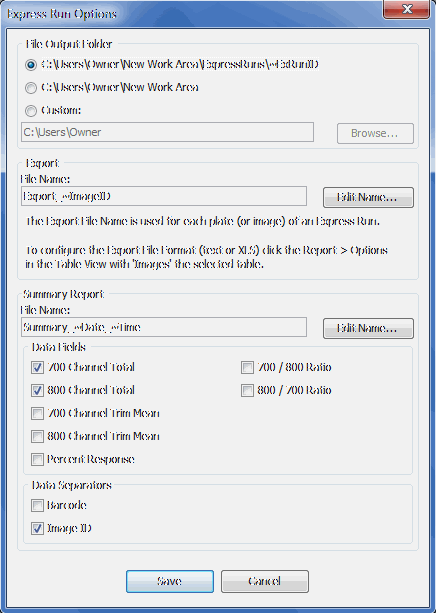 Express Run Options
File Output Folder
C:\Users\Owner\New Work Area\ExpressRuns\~ExRunID
C:\Users\Owner\New Work Area
Custom:
C:\Users\Owner
Browse...
Export
File Name:
Export_~ImageID
Edit Name...
The Export File Name is used for each plate (or image) of an Express Run.
To configure the Export File Format (text or XLS) click the Report > Options
in the Table View with 'Images' the selected table.
Summary Report
File Name:
Summary_~Date_~Time
Edit Name...
Data Fields
700 Channel Total
700 / 800 Ratio
800 Channel Total
800 / 700 Ratio
700 Channel Trim Mean
800 Channel Trim Mean
Percent Response
Data Separators
Barcode
Image ID
Save
Cancel